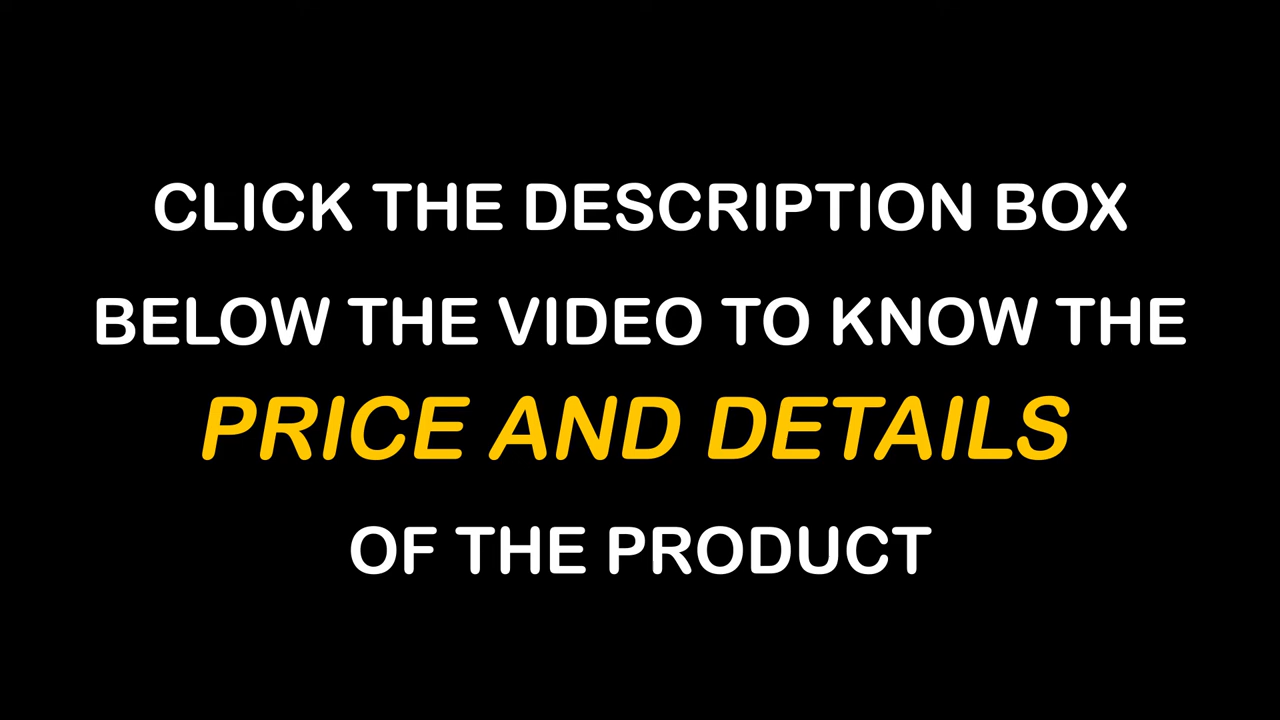 CLICK THE DESCRIPTION BOX
BELOW THE VIDEO TO KNOW THE
PRICE AND DETAILS
OF THE PRODUCT